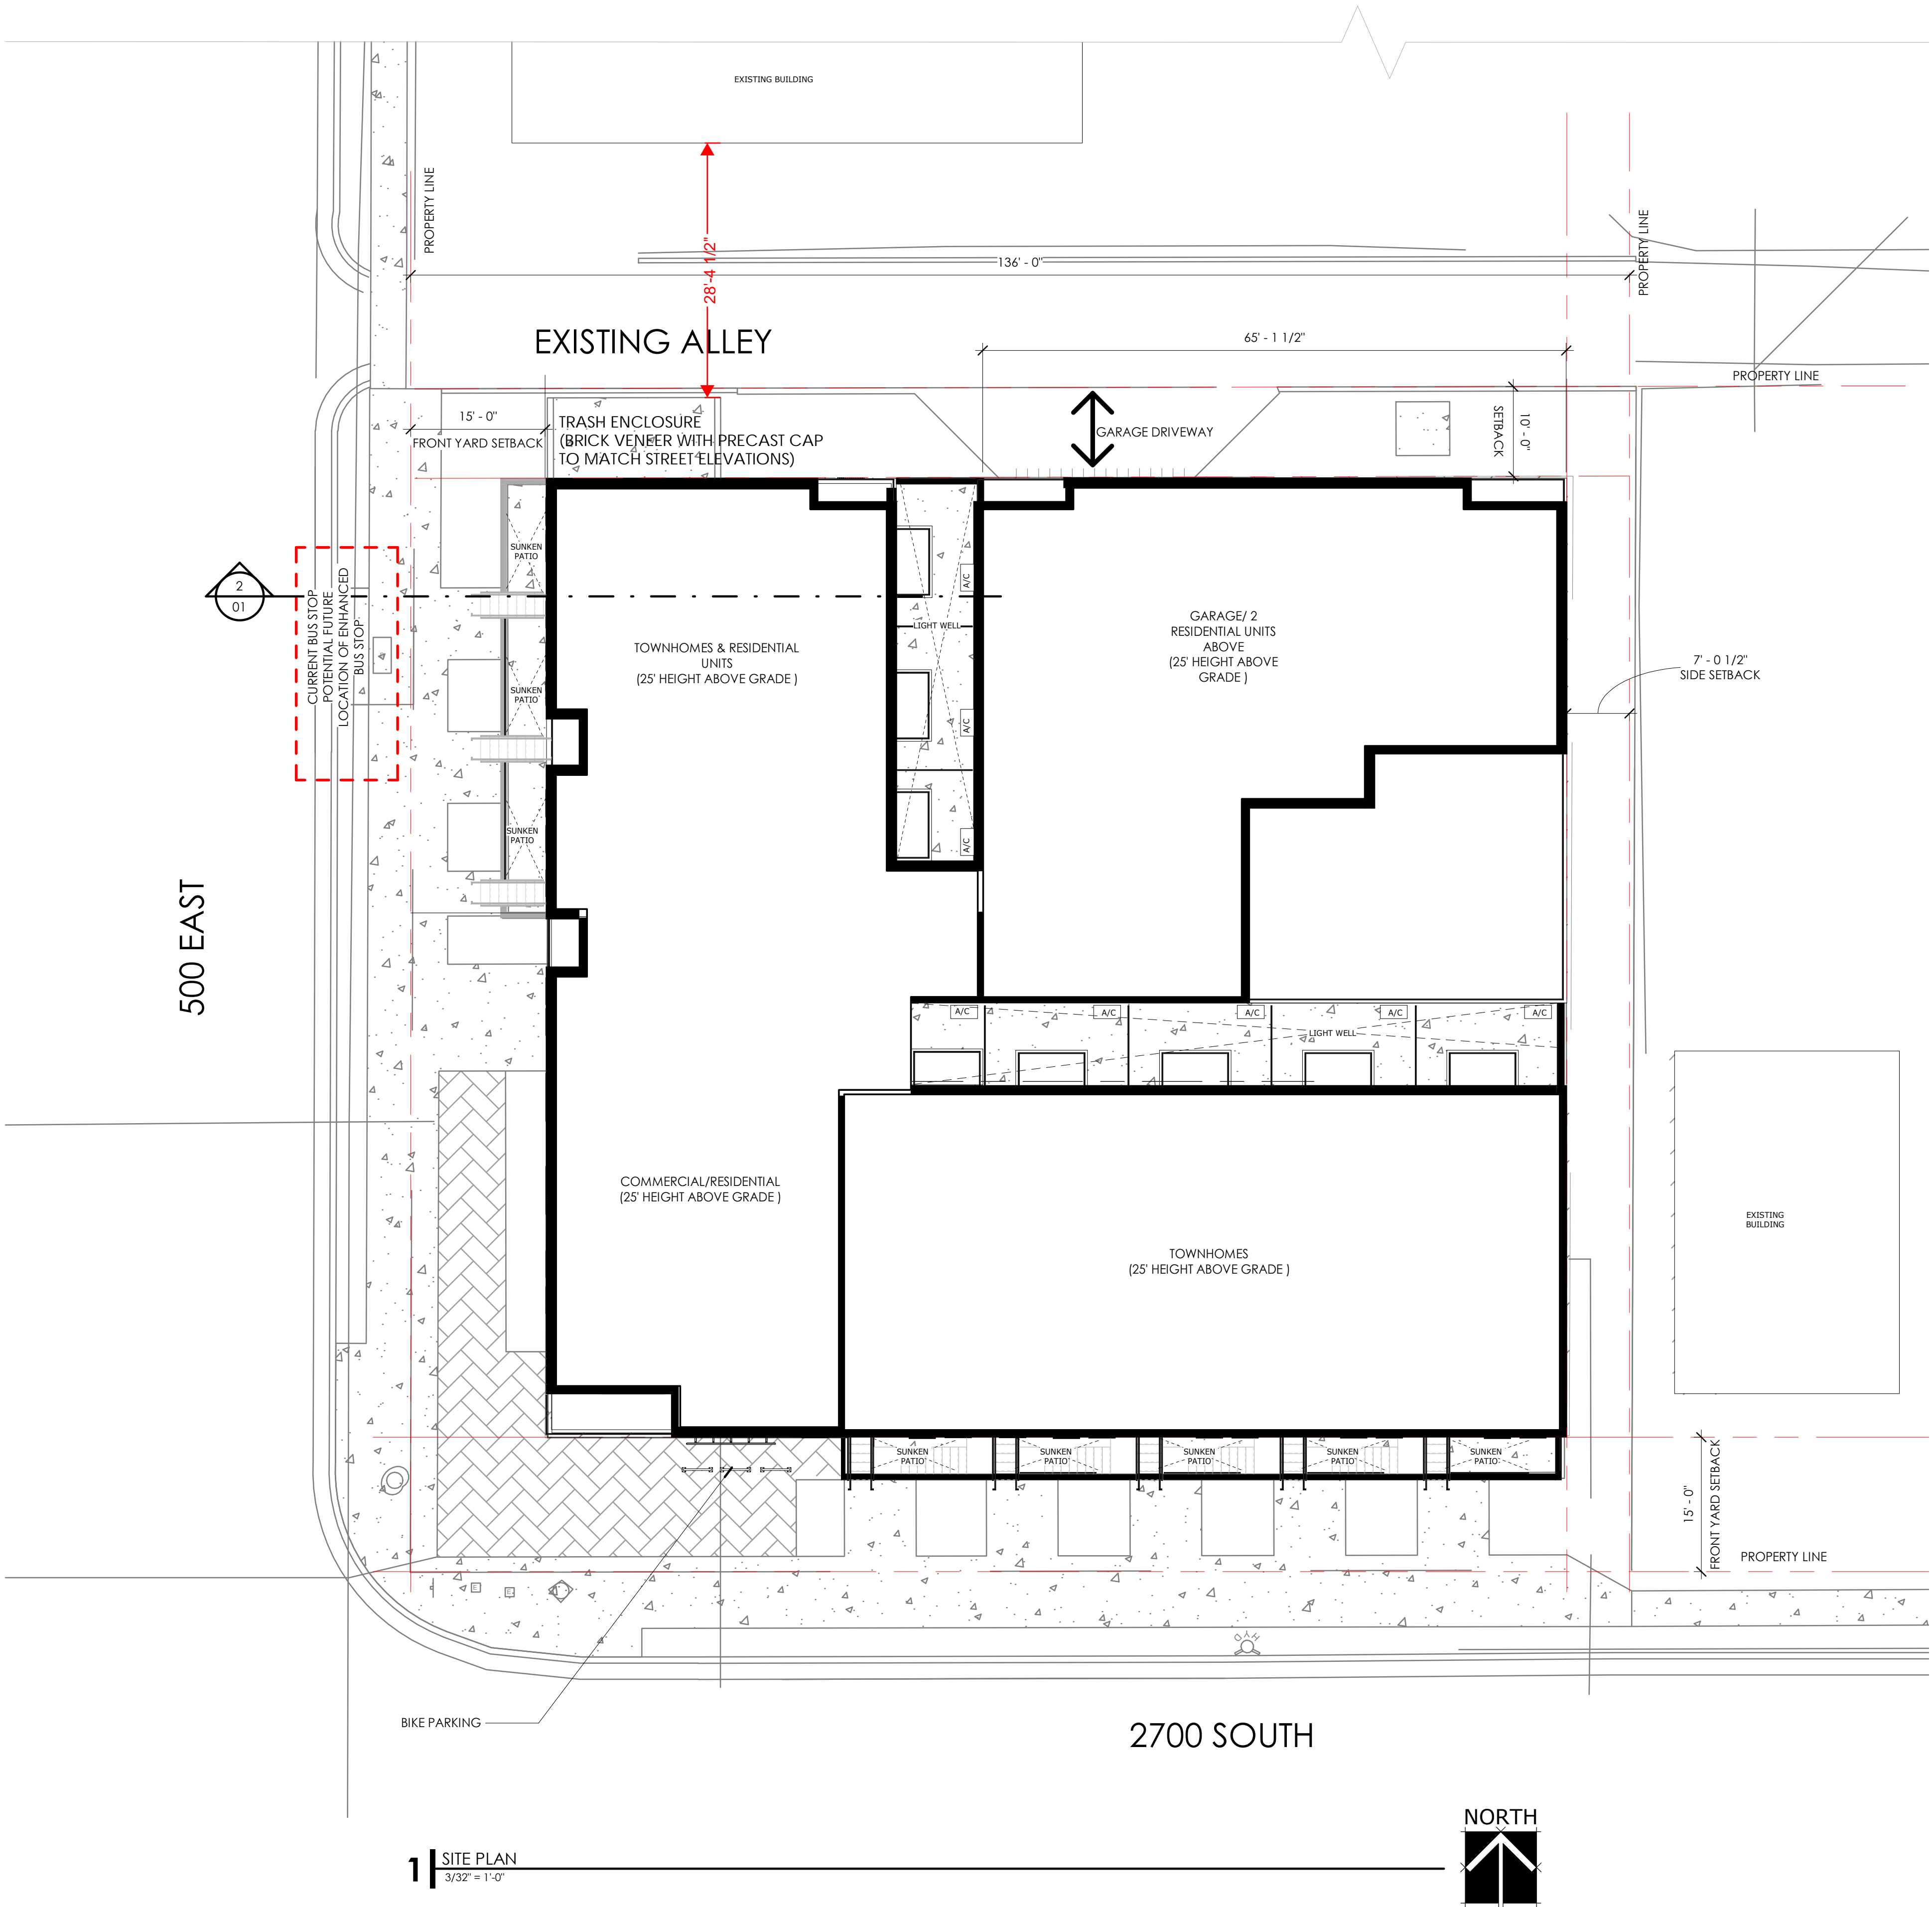 EXISTING BUILDING
PROPERTY LINE
PROPERTY LINE
136' - 0"
28'-4 1/2"
EXISTING ALLEY
65' - 1 1/2"
PROPERTY LINE
15' - 0"
FRONT YARD SETBACK
TRASH ENCLOSURE
(BRICK VENEER WITH PRECAST CAP
TO MATCH STREET ELEVATIONS)
GARAGE DRIVEWAY
10' - 0"
SETBACK
SUNKEN
PATIO
2
01
CURRENT BUS STOP
POTENTIAL FUTURE
LOCATION OF ENHANCED
BUS STOP
A/C
LIGHT WELL
TOWNHOMES & RESIDENTIAL
UNITS
(25' HEIGHT ABOVE GRADE )
GARAGE/ 2
RESIDENTIAL UNITS
ABOVE
(25' HEIGHT ABOVE
GRADE )
7' - 0 1/2"
SIDE SETBACK
SUNKEN
PATIO
A/C
SUNKEN
PATIO
A/C
500 EAST
A/C
A/C
A/C
A/C
A/C
LIGHT WELL
COMMERCIAL/RESIDENTIAL
(25' HEIGHT ABOVE GRADE )
TOWNHOMES
(25' HEIGHT ABOVE GRADE )
EXISTING
BUILDING
SUNKEN
PATIO
SUNKEN
PATIO
SUNKEN
PATIO
SUNKEN
PATIO
SUNKEN
PATIO
15' - 0"
FRONT YARD SETBACK
PROPERTY LINE
E
E
HYD
BIKE PARKING
2700 SOUTH
NORTH
1
SITE PLAN
3/32" = 1'-0"